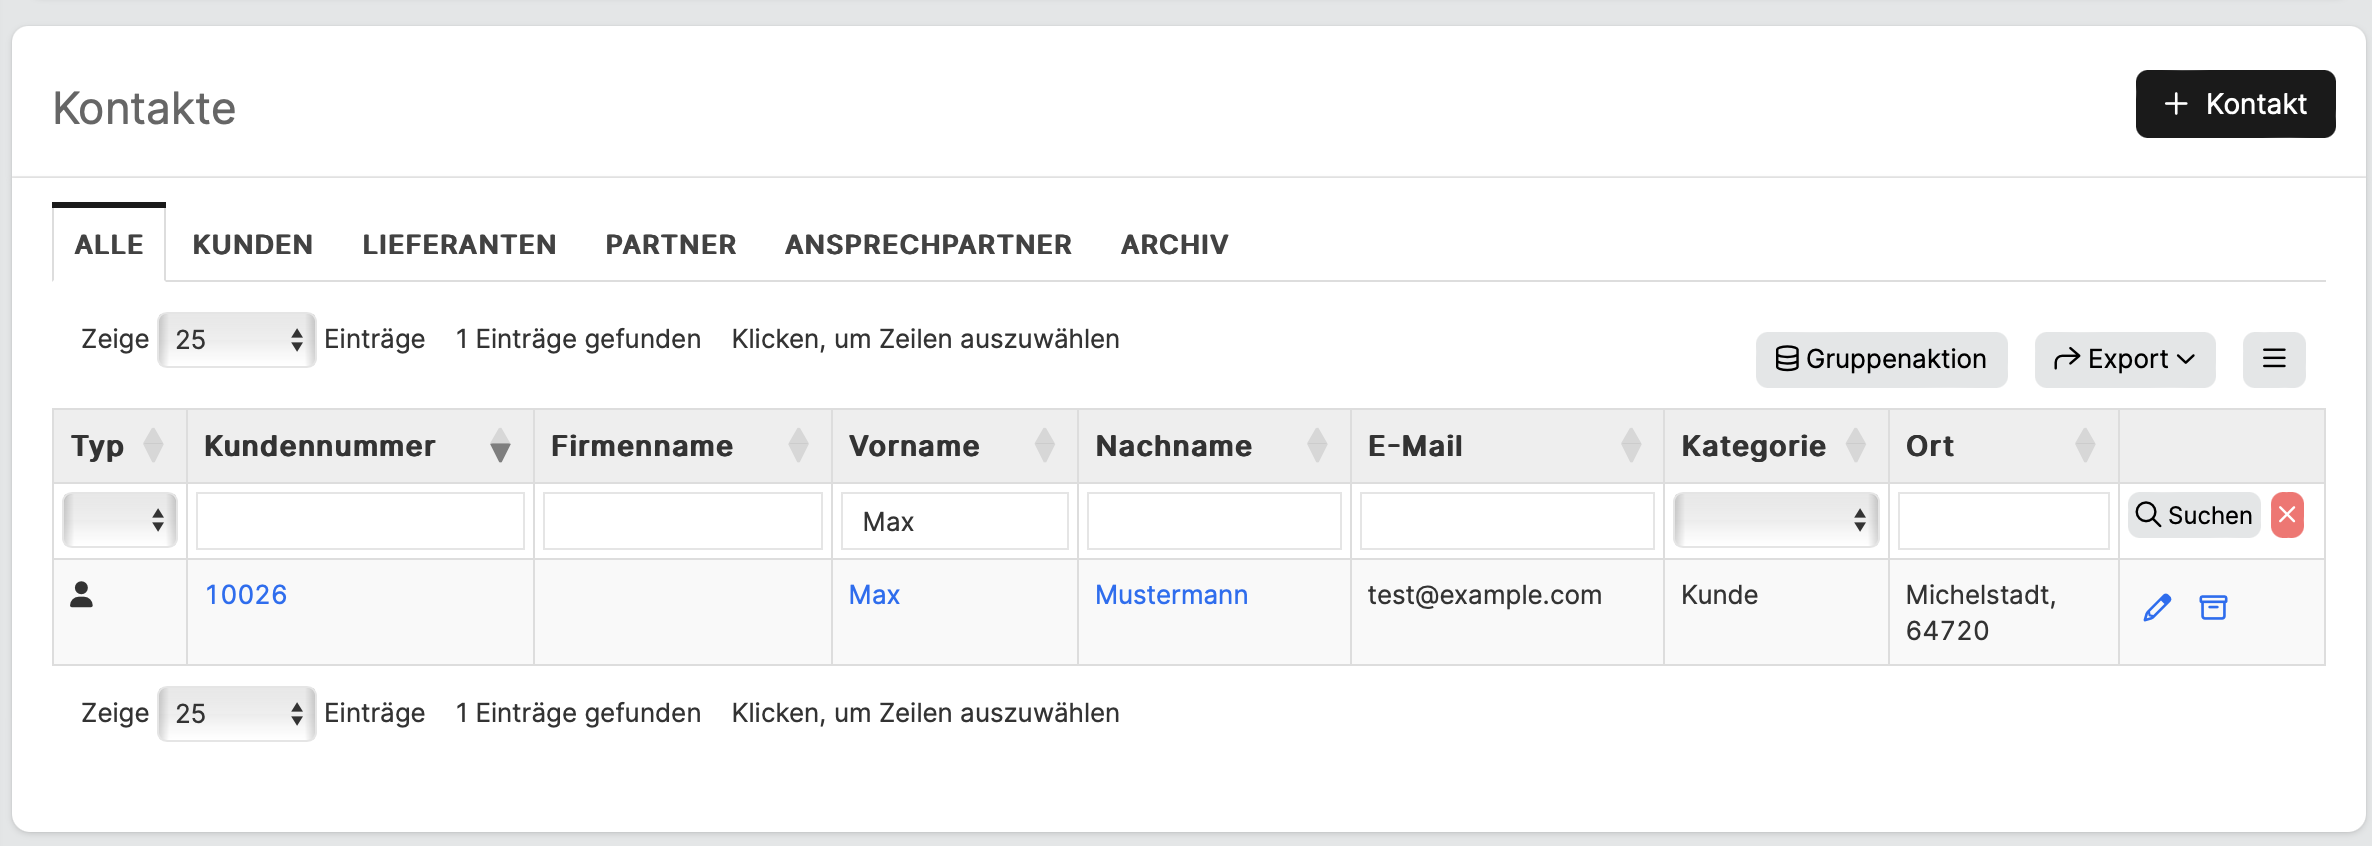 Kontakte
+ Kontakt
ALLE KUNDEN LIEFERANTEN PARTNER ANSPRECHPARTNER ARCHIV
Zeige 25 Einträge 1 Einträge gefunden Klicken, um Zeilen auszuwählen
Gruppenaktion Export
Typ Kundennummer Firmenname Vorname Nachname E-Mail Kategorie Ort
Max Suchen
10026 Max Mustermann test@example.com Kunde Michelstadt,
64720
Zeige 25 Einträge 1 Einträge gefunden Klicken, um Zeilen auszuwählen